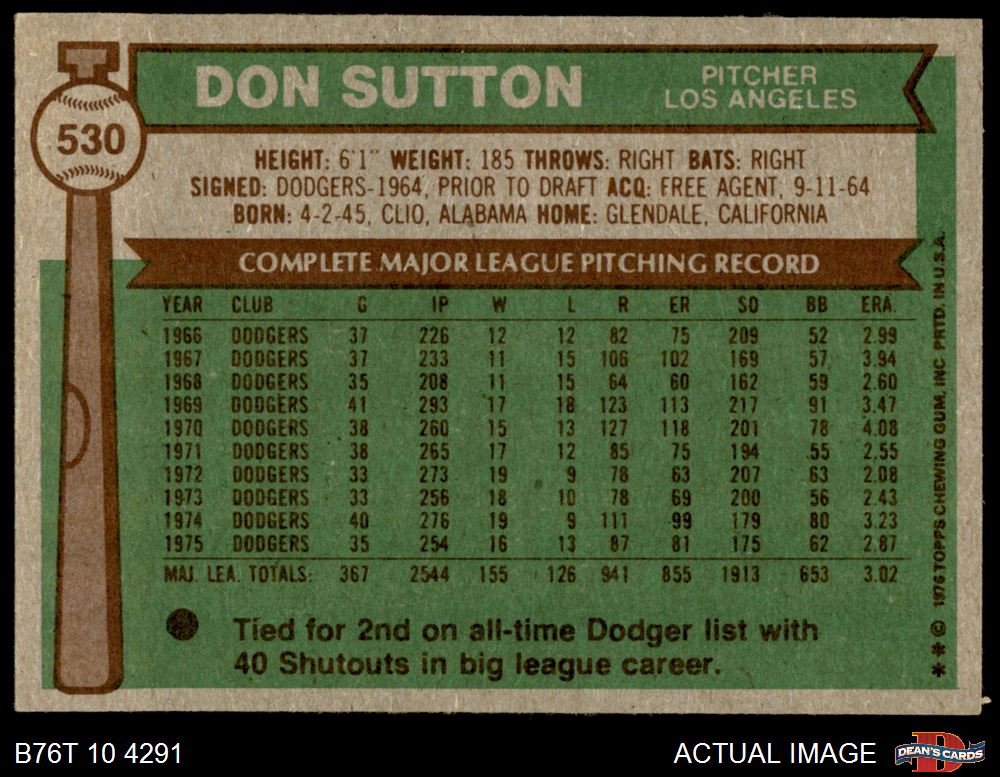 DON SUTTON
PITCHER
LOS ANGELES
530
HEIGHT: 6'1" WEIGHT: 185 THROWS: RIGHT BATS: RIGHT
SIGNED: DODGERS-1964, PRIOR TO DRAFT ACQ: FREE AGENT, 9-11-64
BORN: 4-2-45, CLIO, ALABAMA HOME: GLENDALE, CALIFORNIA
COMPLETE MAJOR LEAGUE PITCHING RECORD
YEAR CLUB G IP W L R ER SO BB ERA.
1966 DODGERS 37 226 12 12 82 75 209 52 2.99
1967 DODGERS 37 233 11 15 106 102 169 57 3.94
1968 DODGERS 35 208 11 15 64 60 162 59 2.60
1969 DODGERS 41 293 17 18 123 113 217 91 3.47
1970 DODGERS 38 260 15 13 127 118 201 78 4.08
1971 DODGERS 38 265 17 12 85 75 194 55 2.55
1972 DODGERS 33 273 19 9 78 63 207 63 2.08
1973 DODGERS 33 256 18 10 78 69 200 56 2.43
1974 DODGERS 40 276 19 9 111 99 179 80 3.23
1975 DODGERS 35 254 16 13 87 81 175 62 2.87
MAJ. LEA. TOTALS: 367 2544 155 126 941 855 1913 653 3.02
Tied for 2nd on all-time Dodger list with
40 Shutouts in big league career.
*** © 1976 TOPPS CHEWING GUM, INC PRTD. IN U.S.A.
B76T 10 4291
ACTUAL IMAGE
D
DEAN'S CARDS